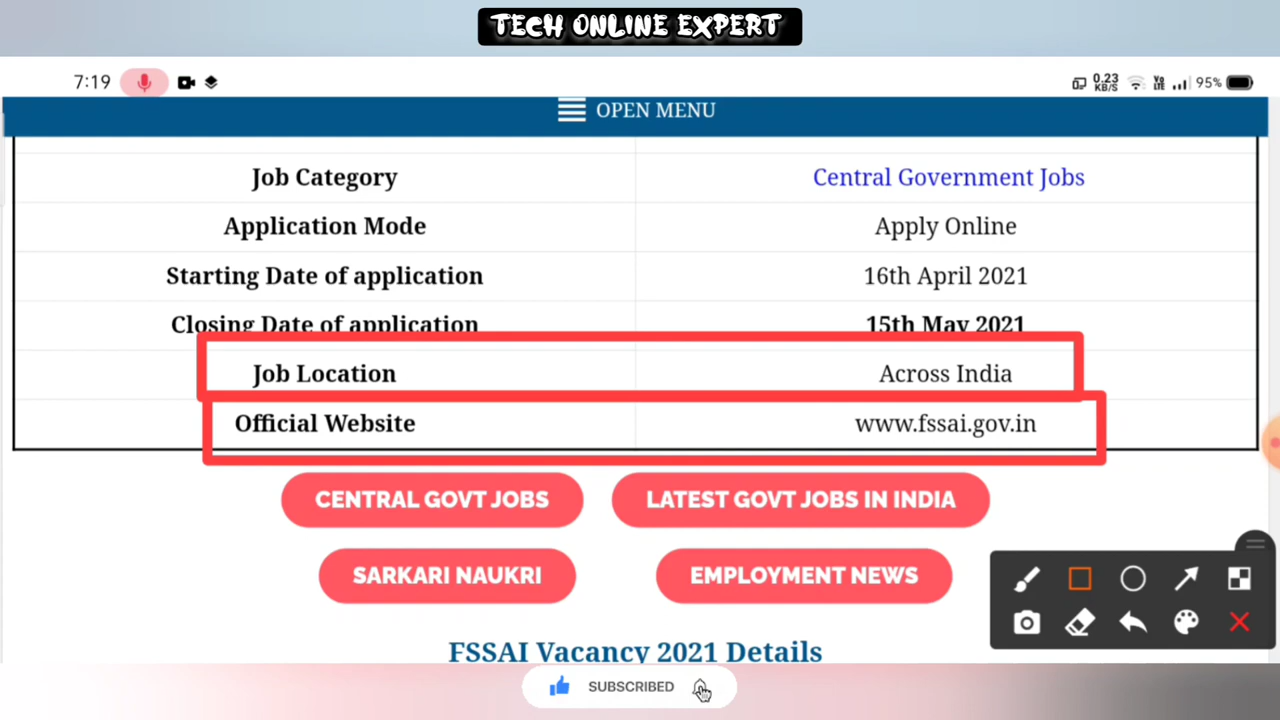 TECH ONLINE EXPERT
7:19 0.23 KB/S Vo LTE 95%
OPEN MENU
Job Category Central Government Jobs
Application Mode Apply Online
Starting Date of application 16th April 2021
Closing Date of application 15th May 2021
Job Location Across India
Official Website www.fssai.gov.in
CENTRAL GOVT JOBS LATEST GOVT JOBS IN INDIA
SARKARI NAUKRI EMPLOYMENT NEWS
FSSAI Vacancy 2021 Details
SUBSCRIBED